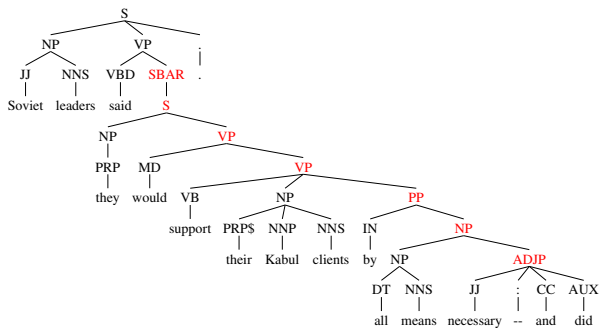 S
NP VP .
JJ NNS VBD SBAR .
Soviet leaders said S
NP VP
PRP MD VP
they would VB NP PP
support PRP$ NNP NNS IN NP
their Kabul clients by NP ADJP
DT NNS JJ : CC AUX
all means necessary -- and did